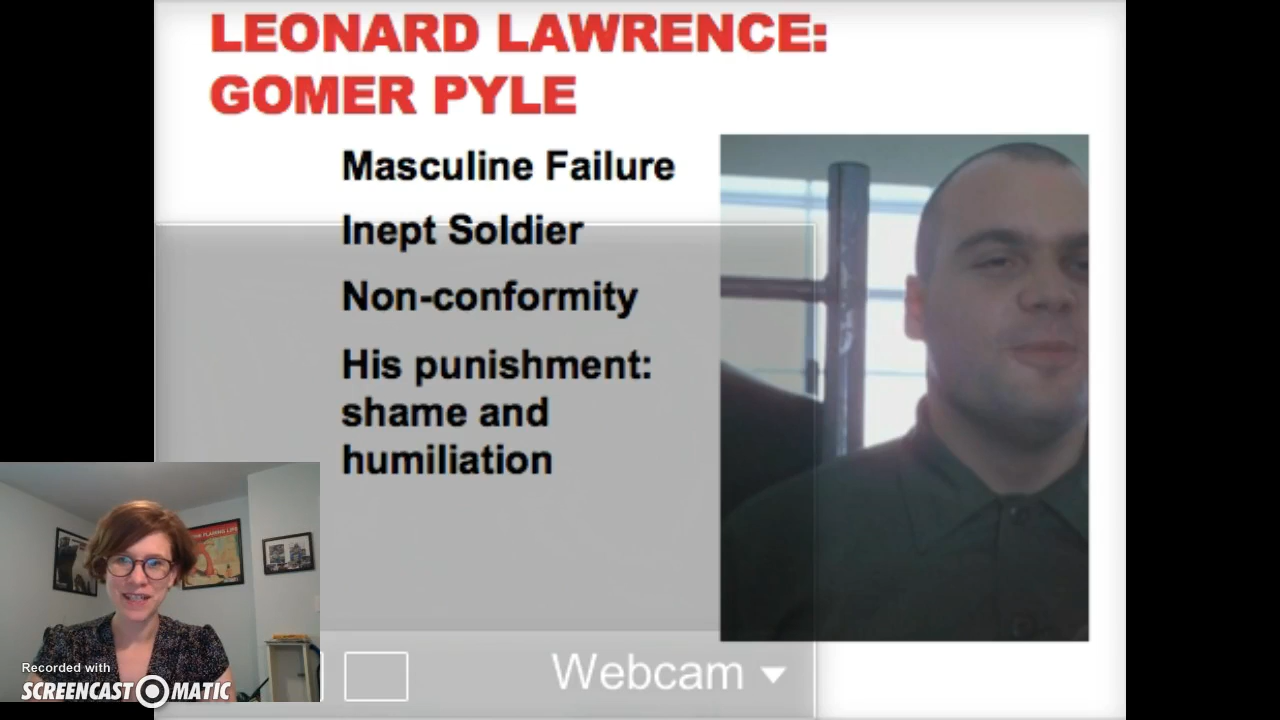 LEONARD LAWRENCE:
GOMER PYLE
Masculine Failure
Inept Soldier
Non-conformity
His punishment:
shame and
humiliation
Webcam
Recorded with
SCREENCAST MATIC